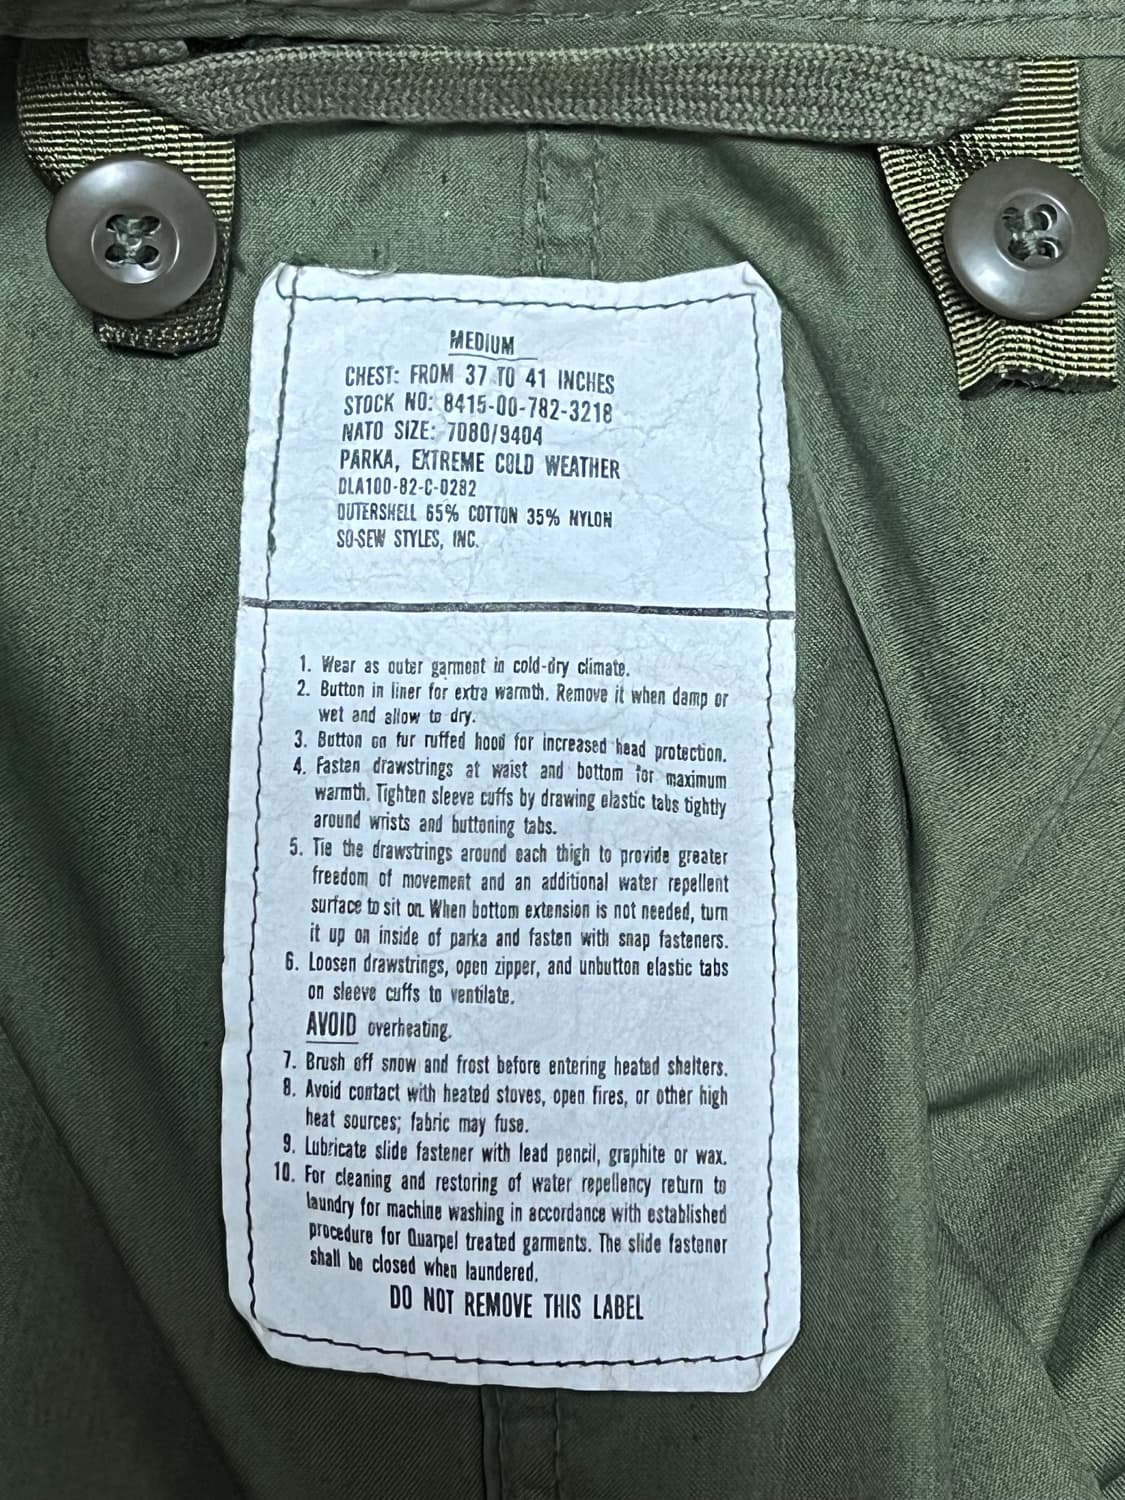 MEDIUM
CHEST: FROM 37 TO 41 INCHES
STOCK NO: 8415-00-782-3218
NATO SIZE: 7080/9404
PARKA, EXTREME COLD WEATHER
DLA100-82-C-0282
OUTERSHELL 65% COTTON 35% NYLON
SO-SEW STYLES, INC.
1. Wear as outer garment in cold-dry climate.
2. Button in liner for extra warmth. Remove it when damp or
wet and allow to dry.
3. Button on fur ruffed hood for increased head protection.
4. Fasten drawstrings at waist and bottom for maximum
warmth. Tighten sleeve cuffs by drawing elastic tabs tightly
around wrists and buttoning tabs.
5. Tie the drawstrings around each thigh to provide greater
freedom of movement and an additional water repellent
surface to sit on. When bottom extension is not needed, turn
it up on inside of parka and fasten with snap fasteners.
6. Loosen drawstrings, open zipper, and unbutton elastic tabs
on sleeve cuffs to ventilate.
AVOID overheating.
7. Brush off snow and frost before entering heated shelters.
8. Avoid contact with heated stoves, open fires, or other high
heat sources; fabric may fuse.
9. Lubricate slide fastener with lead pencil, graphite or wax.
10. For cleaning and restoring of water repellency return to
laundry for machine washing in accordance with established
procedure for Quarpel treated garments. The slide fastener
shall be closed when laundered.
DO NOT REMOVE THIS LABEL